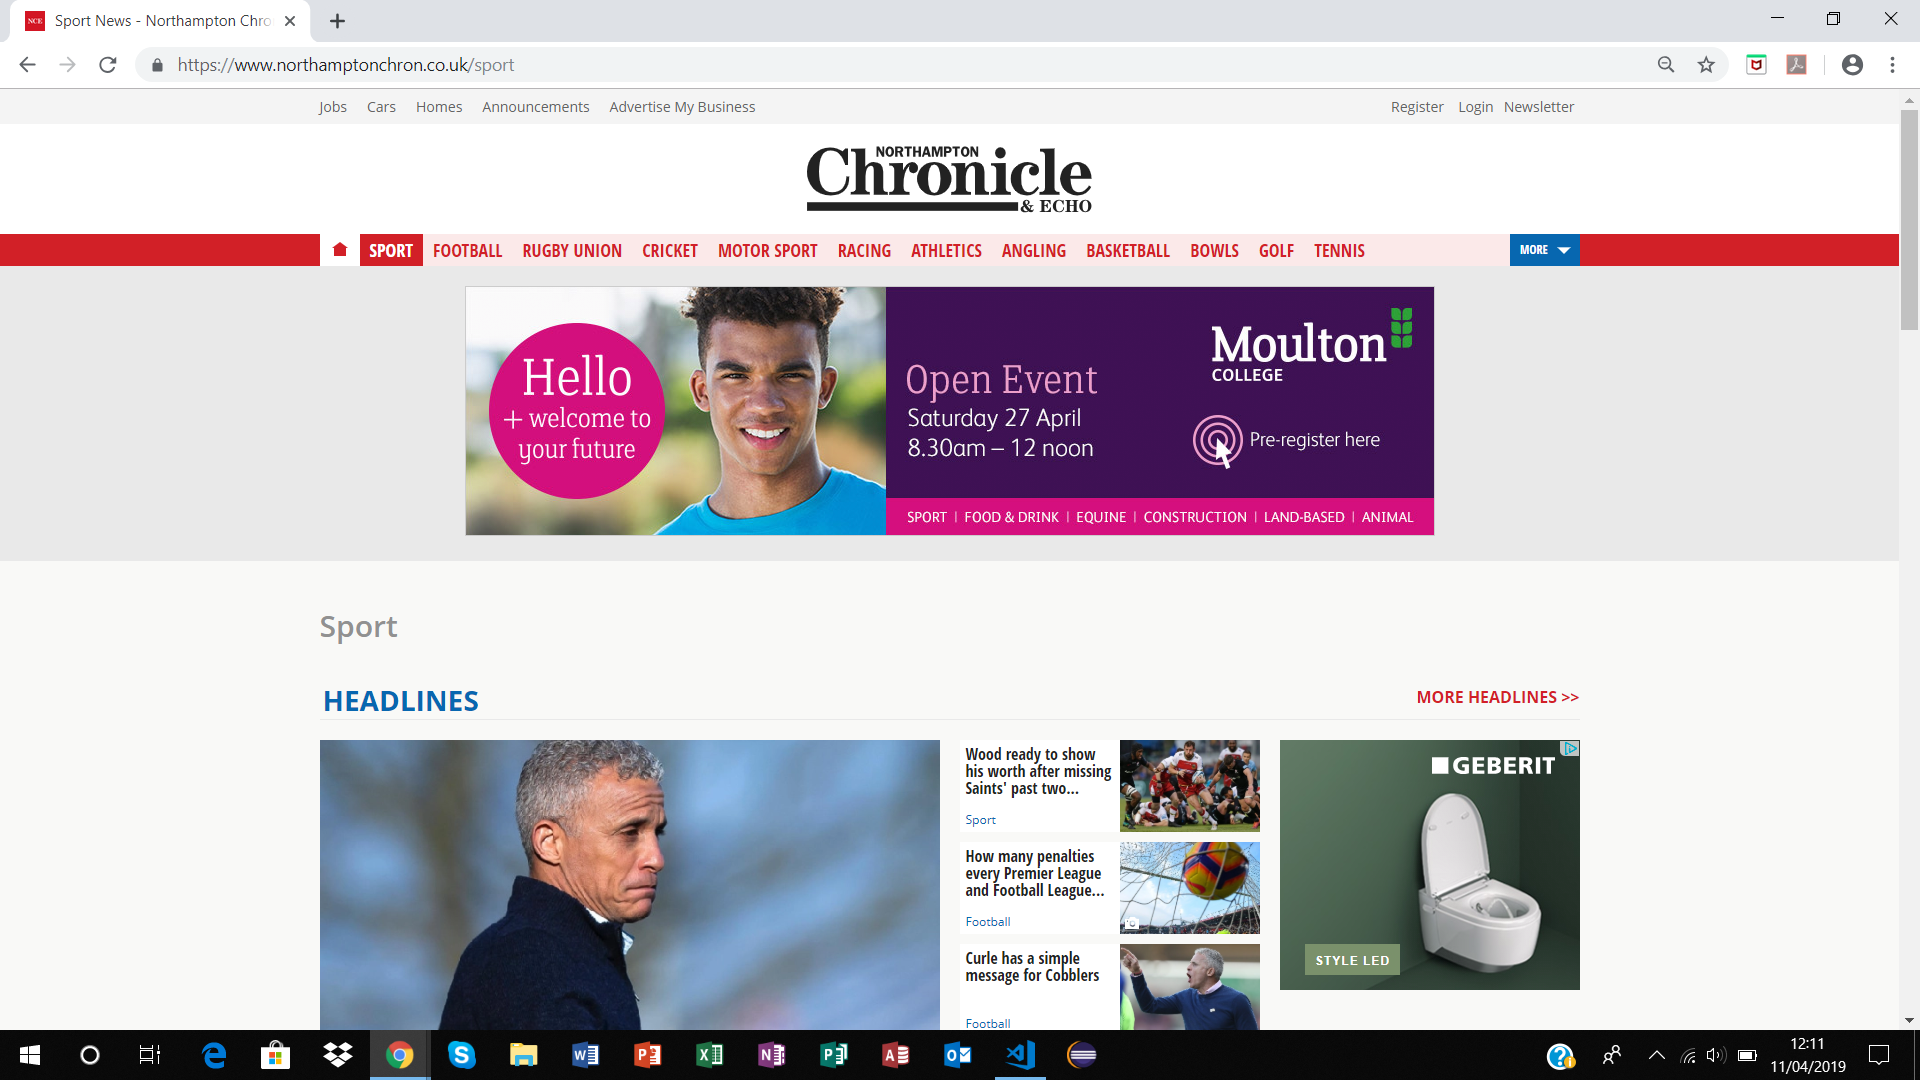 NCE
Sport News - Northampton Chro
https://www.northamptonchron.co.uk/sport
Jobs Cars Homes Announcements Advertise My Business
Register Login Newsletter
NORTHAMPTON
Chronicle
& ECHO
SPORT FOOTBALL RUGBY UNION CRICKET MOTOR SPORT RACING ATHLETICS ANGLING BASKETBALL BOWLS GOLF TENNIS
MORE
Hello
+ welcome to
your future
Open Event
Saturday 27 April
8.30am – 12 noon
Moulton
COLLEGE
Pre-register here
SPORT | FOOD & DRINK | EQUINE | CONSTRUCTION | LAND-BASED | ANIMAL
Sport
HEADLINES
MORE HEADLINES >>
Wood ready to show
his worth after missing
Saints' past two...
Sport
How many penalties
every Premier League
and Football League...
Football
Curle has a simple
message for Cobblers
Football
GEBERIT
STYLE LED
12:11
11/04/2019